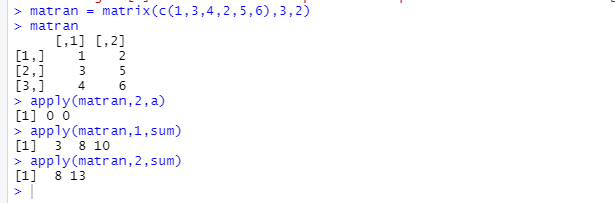 > matran = matrix(c(1,3,4,2,5,6),3,2)
> matran
     [,1] [,2]
[1,]    1    2
[2,]    3    5
[3,]    4    6
> apply(matran,2,a)
[1] 0 0
> apply(matran,1,sum)
[1]  3  8 10
> apply(matran,2,sum)
[1]  8 13
>